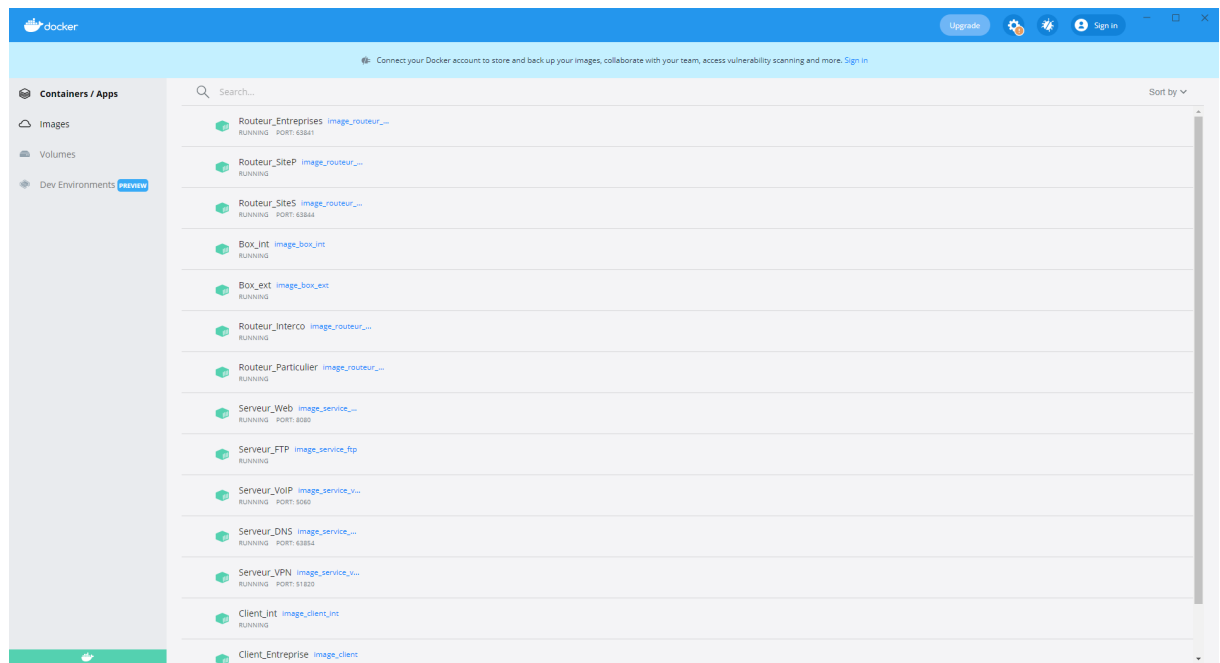 docker
Upgrade
Sign in
Connect your Docker account to store and back up your images, collaborate with your team, access vulnerability scanning and more. Sign in
Containers / Apps
Images
Volumes
Dev Environments PREVIEW
Search...
Sort by
Routeur_Entreprises image_routeur_...
RUNNING PORT: 63841
Routeur_SiteP image_routeur_...
RUNNING
Routeur_SiteS image_routeur_...
RUNNING PORT: 63844
Box_int image_box_int
RUNNING
Box_ext image_box_ext
RUNNING
Routeur_Interco image_routeur_...
RUNNING
Routeur_Particulier image_routeur_...
RUNNING
Serveur_Web image_service_...
RUNNING PORT: 8080
Serveur_FTP image_service_ftp
RUNNING
Serveur_VoIP image_service_v...
RUNNING PORT: 5060
Serveur_DNS image_service_...
RUNNING PORT: 63854
Serveur_VPN image_service_v...
RUNNING PORT: 51820
Client_int image_client_int
RUNNING
Client_Entreprise image_client